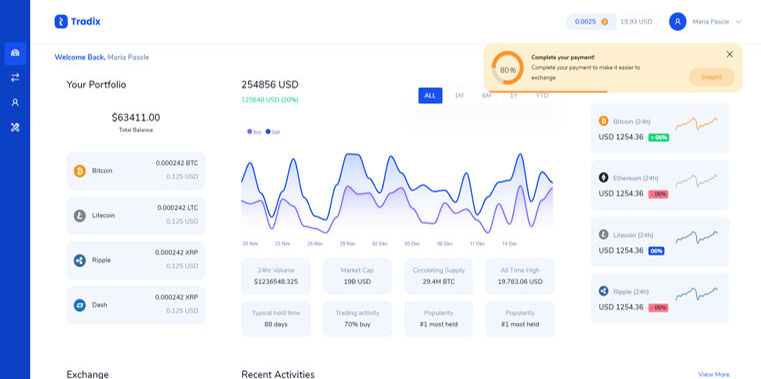 Tradix
0.0025 19.93 USD
Maria Pascle
Welcome Back, Maria Pascle
Complete your payment!
Complete your payment to make it easier to
exchange
80%
Suggest
Your Portfolio
$63411.00
Total Balance
Bitcoin
0.000242 BTC
0.125 USD
Litecoin
0.000242 LTC
0.125 USD
Ripple
0.000242 XRP
0.125 USD
Dash
0.000242 XRP
0.125 USD
254856 USD
125648 USD (20%)
ALL 1M 6M 1Y YTD
Buy Sell
20 Nov 23 Nov 26 Nov 29 Nov 02 Dec 05 Dec 08 Dec 11 Dec 14 Dec
24hr Volume
$1236548.325
Market Cap
19B USD
Circulating Supply
29.4M BTC
All Time High
19.783.06 USD
Typical hold time
88 days
Trading activity
70% buy
Popularity
#1 most held
Popularity
#1 most held
Bitcoin (24h)
USD 1254.36 + 06%
Ethereum (24h)
USD 1254.36 - 06%
Litecoin (24h)
USD 1254.36 06%
Ripple (24h)
USD 1254.36 - 06%
Exchange
Recent Activities
View More